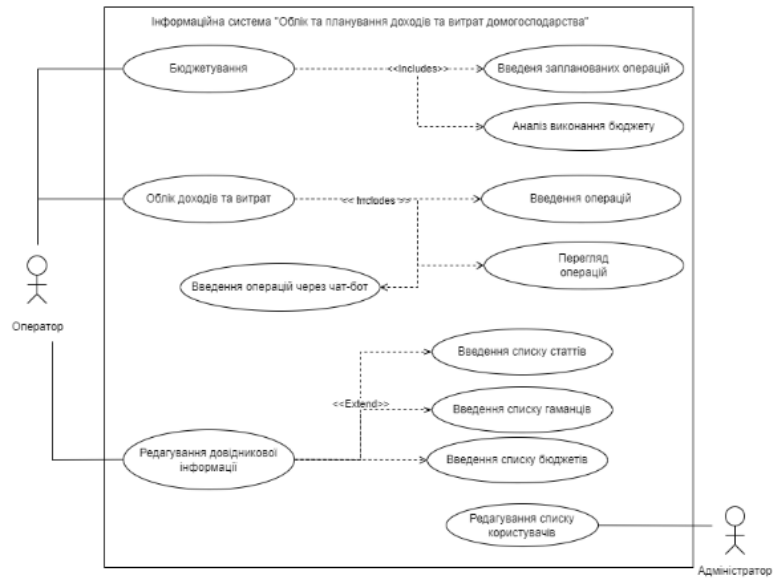 Інформаційна система "Облік та планування доходів та витрат домогосподарства"
Бюджетування
<<Includes>>
Введеня запланованих операцій
Аналіз виконання бюджету
Облік доходів та витрат
<< Includes >>
Введення операцій
Перегляд
операцій
Введення операцій через чат-бот
Оператор
Введення списку статтів
<<Extend>>
Введення списку гаманців
Редагування довідникової
інформації
Введення списку бюджетів
Редагування списку
користувачів
Адміністратор